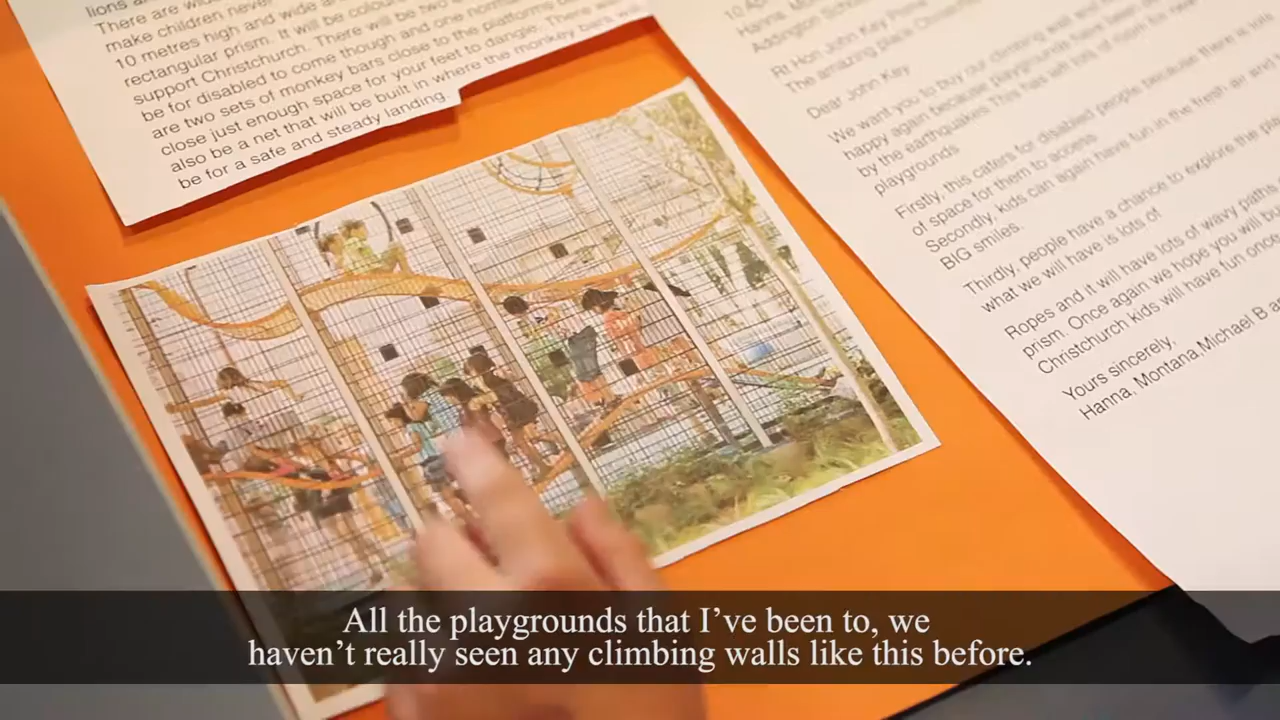 lions
There are
make children never
10 metres high and wide
rectangular prism. It will be
support Christchurch. There will be two
be for disabled to come though and one
are two sets of monkey bars close to the platforms
close just enough space for your feet to dangle. There
also be a net that will be built in where the monkey bars
be for a safe and steady landing.
Addington
Rt Hon John Key
The amazing place
Dear John Key
We want you to buy our climbing wall and
happy again because playgrounds have been
by the earthquakes. This has left lots of room for new
playgrounds
Firstly, this caters for disabled people because there is lots
of space for them to access
Secondly, kids can again have fun in the fresh air and
BIG smiles.
Thirdly, people have a chance to explore the
what we will have is lots of
Ropes and it will have lots of wavy paths
prism. Once again we hope you will
Christchurch kids will have fun once
Yours sincerely,
Hanna, Montana, Michael B
All the playgrounds that I’ve been to, we
haven’t really seen any climbing walls like this before.